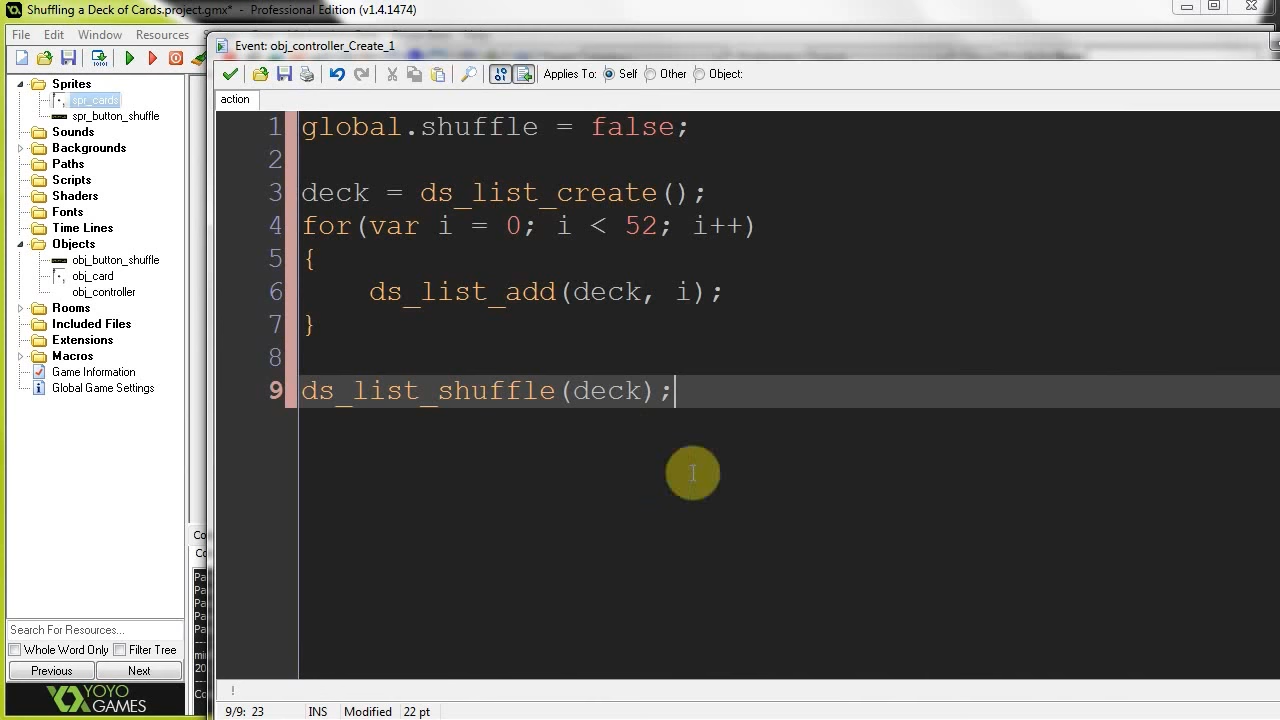 Shuffling a Deck of Cards.project.gmx* - Professional Edition (v1.4.1474)
File Edit Window Resources
Event: obj_controller_Create_1
Applies To: Self Other Object:
action
Sprites
spr_cards
spr_button_shuffle
Sounds
Backgrounds
Paths
Scripts
Shaders
Fonts
Time Lines
Objects
obj_button_shuffle
obj_card
obj_controller
Rooms
Included Files
Extensions
Macros
Game Information
Global Game Settings
Search For Resources...
Whole Word Only Filter Tree
Previous Next
YOYO
GAMES
1 global.shuffle = false;
2
3 deck = ds_list_create();
4 for(var i = 0; i < 52; i++)
5 {
6 ds_list_add(deck, i);
7 }
8
9 ds_list_shuffle(deck);
!
9/9: 23 INS Modified 22 pt